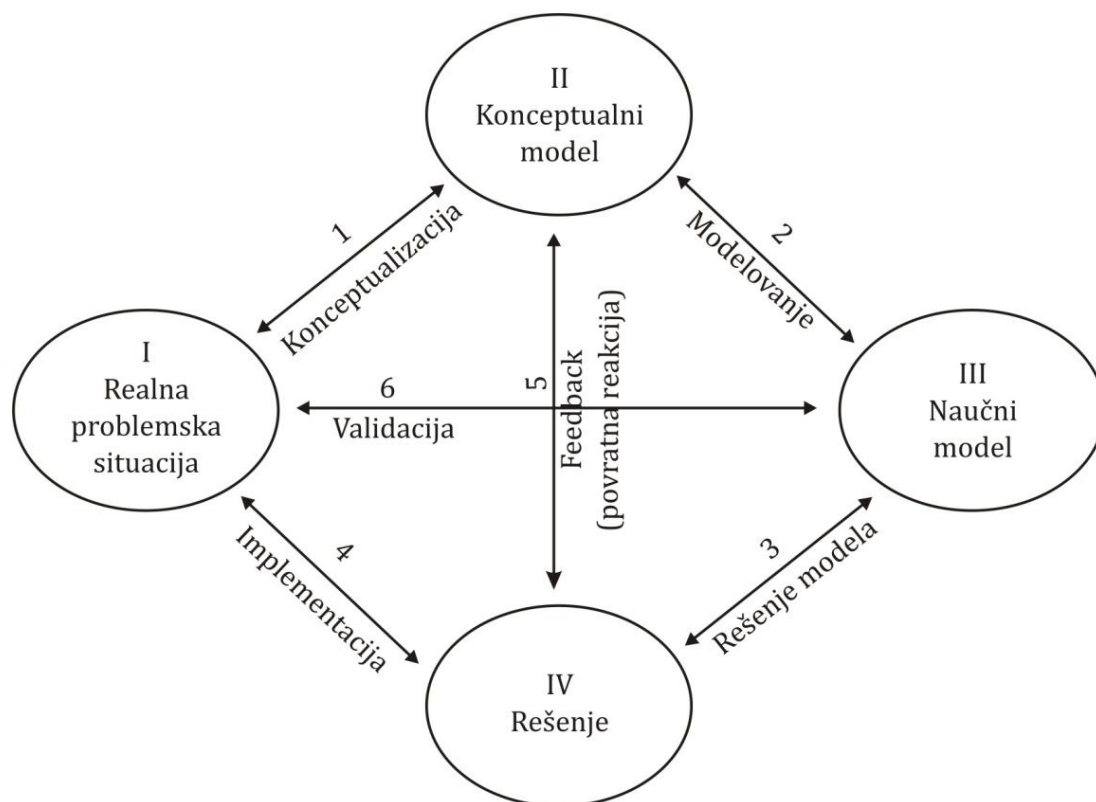 II
Konceptualni
model
1
Konceptualizacija
2
Modelovanje
I
Realna
problemska
situacija
6
Validacija
5
Feedback
(povratna reakcija)
III
Naučni
model
4
Implementacija
3
Rešenje modela
IV
Rešenje